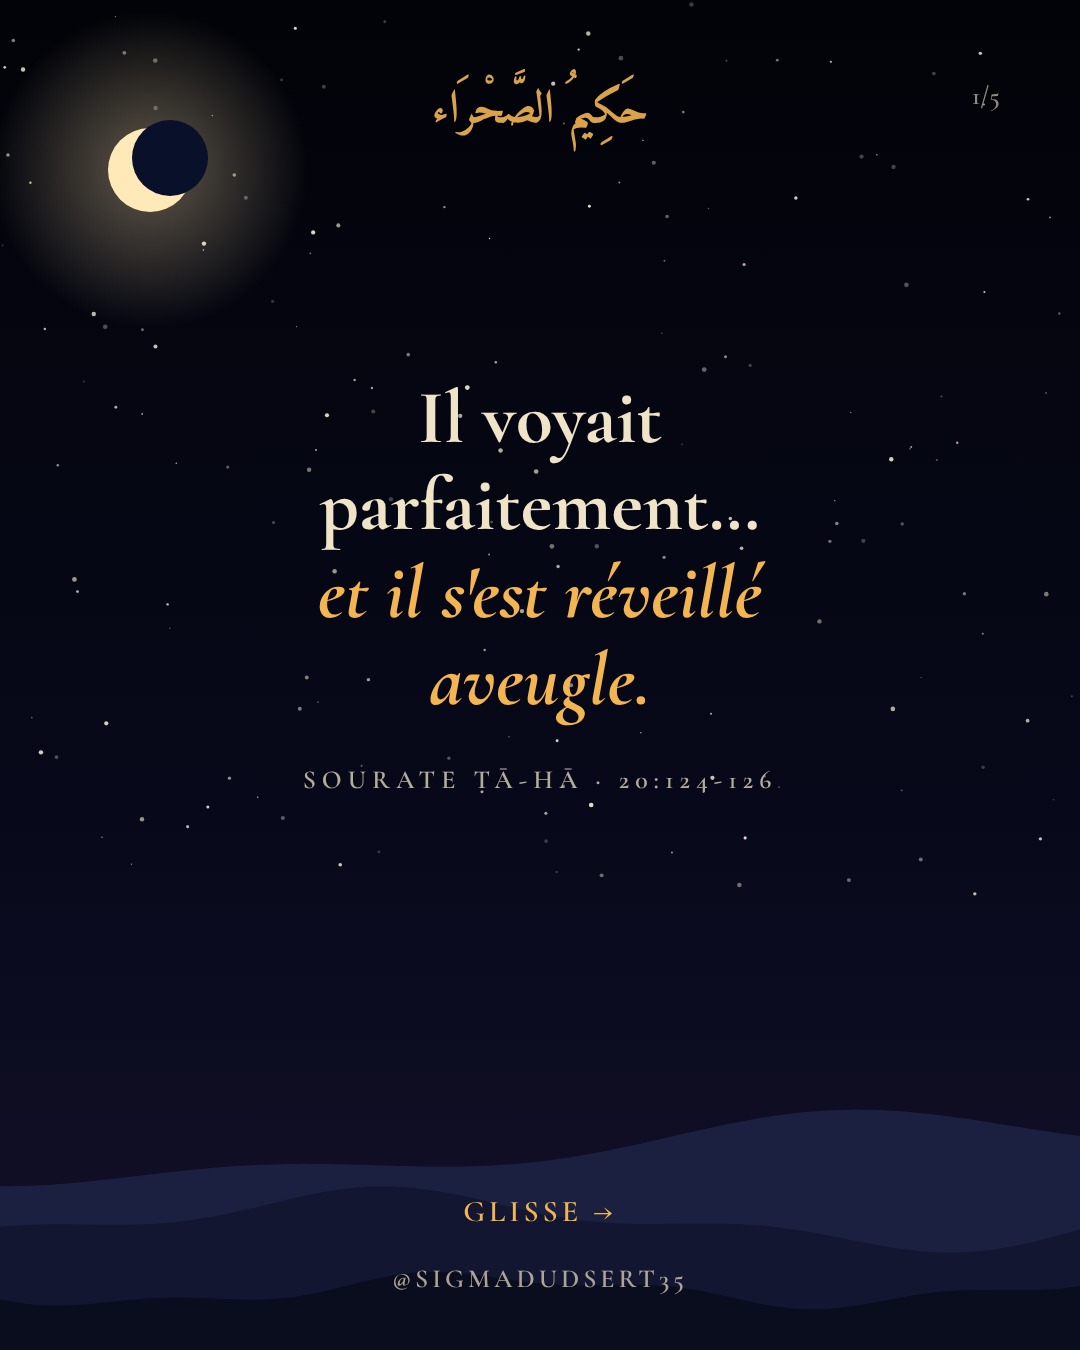 حَكِيمُ الصَّحْرَاء
1/5
Il voyait
parfaitement...
et il s'est réveillé
aveugle.
SOURATE ṬĀ-HĀ · 20:124-126
GLISSE →
@SIGMADUDSERT35